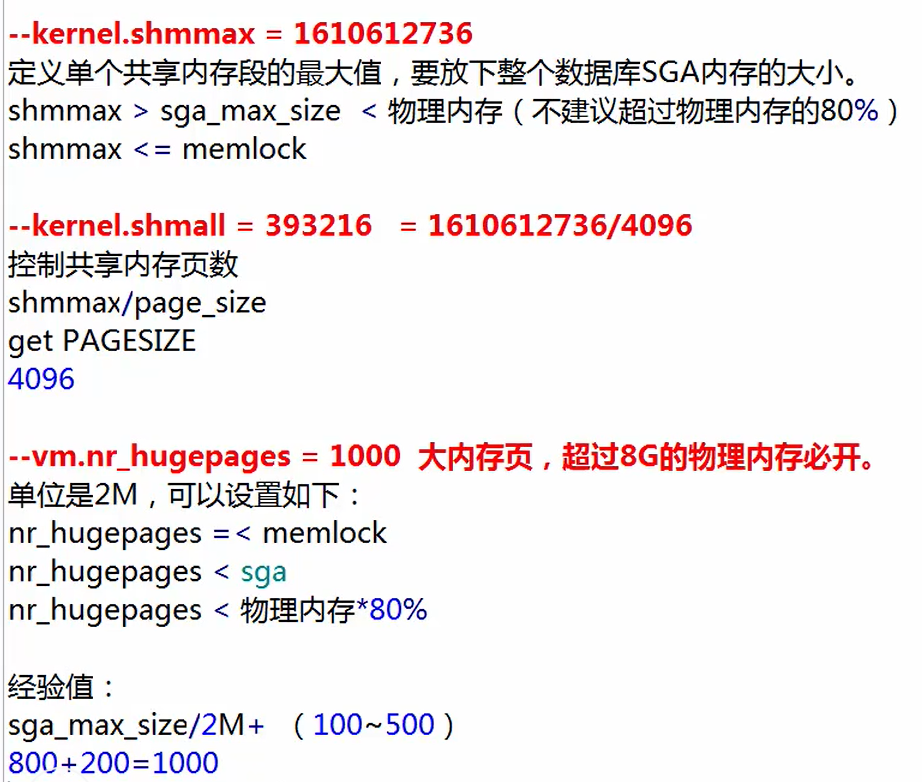 --kernel.shmmax = 1610612736
定义单个共享内存段的最大值，要放下整个数据库SGA内存的大小。
shmmax > sga_max_size < 物理内存（不建议超过物理内存的80%）
shmmax <= memlock
--kernel.shmall = 393216 = 1610612736/4096
控制共享内存页数
shmmax/page_size
get PAGESIZE
4096
--vm.nr_hugepages = 1000 大内存页，超过8G的物理内存必开。
单位是2M，可以设置如下：
nr_hugepages =< memlock
nr_hugepages < sga
nr_hugepages < 物理内存*80%
经验值：
sga_max_size/2M+ （100~500）
800+200=1000